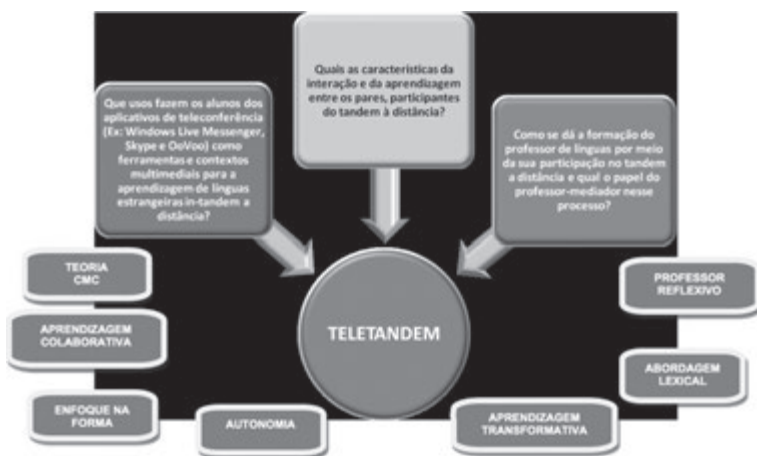 Quais as características da
interação e da aprendizagem
entre os pares, participantes
do tandem à distância?
Que usos fazem os alunos dos
aplicativos de teleconferência
(Ex: Windows Live Messenger,
Skype e OoVoo) como
ferramentas e contextos
multimediais para a
aprendizagem de línguas
estrangeiras in-tandem a
distância?
Como se dá a formação do
professor de línguas por meio
da sua participação no tandem
a distância e qual o papel do
professor-mediador nesse
processo?
TELETANDEM
TEORIA
CMC
APRENDIZAGEM
COLABORATIVA
ENFOQUE NA
FORMA
AUTONOMIA
APRENDIZAGEM
TRANSFORMATIVA
ABORDAGEM
LEXICAL
PROFESSOR
REFLEXIVO